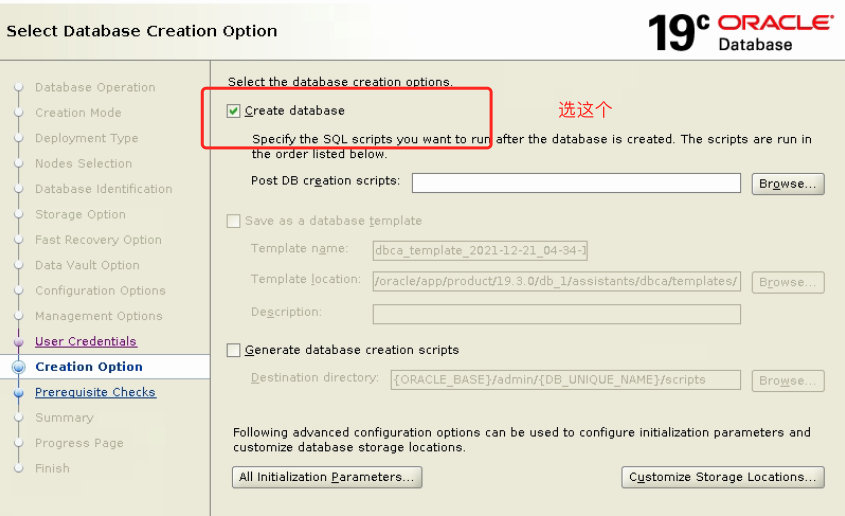 Select Database Creation Option
19c ORACLE
Database
Database Operation
Creation Mode
Deployment Type
Nodes Selection
Database Identification
Storage Option
Fast Recovery Option
Data Vault Option
Configuration Options
Management Options
User Credentials
Creation Option
Prerequisite Checks
Summary
Progress Page
Finish
Select the database creation options.
Create database
选这个
Specify the SQL scripts you want to run after the database is created. The scripts are run in
the order listed below.
Post DB creation scripts:
Browse...
Save as a database template
Template name: dbca_template_2021-12-21_04-34-1
Template location: /oracle/app/product/19.3.0/db_1/assistants/dbca/templates/ Browse...
Description:
Generate database creation scripts
Destination directory: {ORACLE_BASE}/admin/{DB_UNIQUE_NAME}/scripts Browse...
Following advanced configuration options can be used to configure initialization parameters and
customize database storage locations.
All Initialization Parameters... Customize Storage Locations...